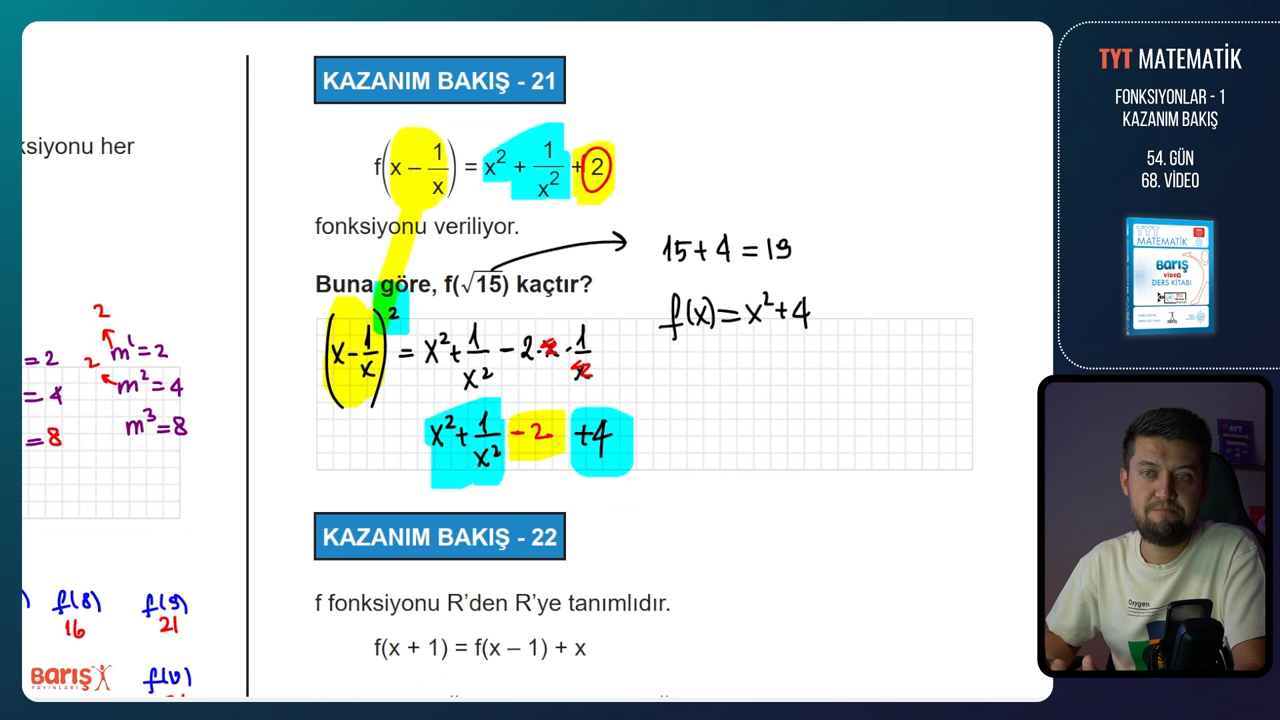 ksiyonu her
2
= 2 m¹ = 2
2
= 4 m² = 4
= 8 m³ = 8
f(8) f(9)
16 21
f(10)
BARIŞ
YAYINLARI
KAZANIM BAKIŞ - 21
f(x – 1/x) = x² + 1/x² + 2
fonksiyonu veriliyor.
Buna göre, f(√15) kaçtır?
15 + 4 = 19
f(x) = x² + 4
(x - 1/x)² = x² + 1/x² - 2 · x · 1/x
x² + 1/x² - 2 + 4
KAZANIM BAKIŞ - 22
f fonksiyonu R’den R’ye tanımlıdır.
f(x + 1) = f(x – 1) + x
TYT MATEMATİK
FONKSIYONLAR - 1
KAZANIM BAKIŞ
54. GÜN
68. VİDEO
TYT
MATEMATİK
BARIŞ
VİDEO
DERS KİTABI
Oxygen